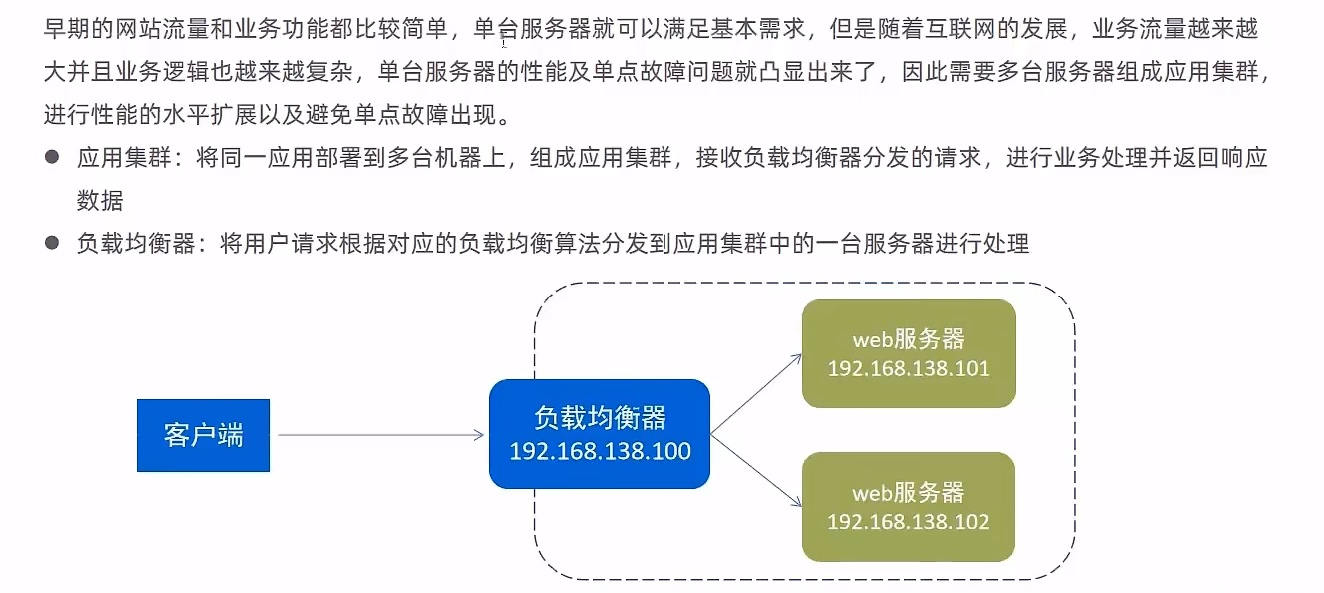 早期的网站流量和业务功能都比较简单，单台服务器就可以满足基本需求，但是随着互联网的发展，业务流量越来越
大并且业务逻辑也越来越复杂，单台服务器的性能及单点故障问题就凸显出来了，因此需要多台服务器组成应用集群，
进行性能的水平扩展以及避免单点故障出现。
● 应用集群：将同一应用部署到多台机器上，组成应用集群，接收负载均衡器分发的请求，进行业务处理并返回响应
数据
● 负载均衡器：将用户请求根据对应的负载均衡算法分发到应用集群中的一台服务器进行处理
web服务器
192.168.138.101
客户端
负载均衡器
192.168.138.100
web服务器
192.168.138.102